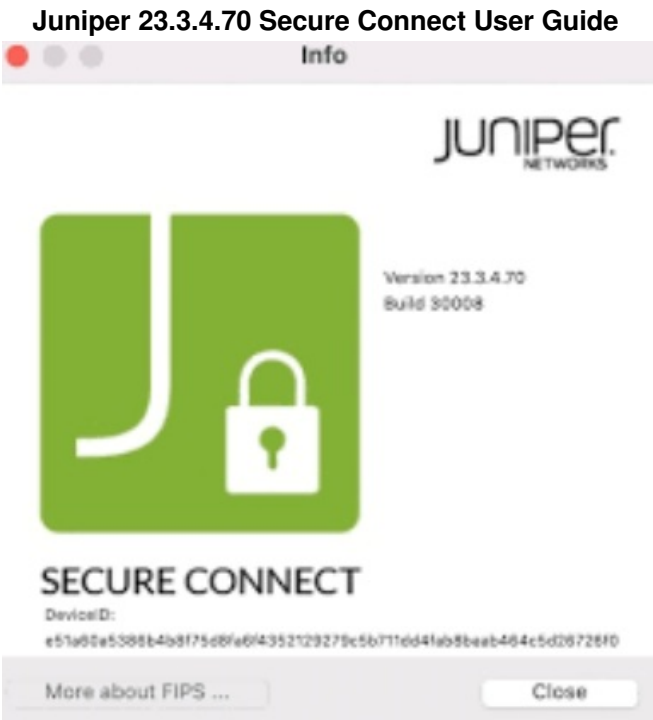 Juniper 23.3.4.70 Secure Connect User Guide
Info
JUNIPER
NETWORKS
Version 23.3.4.70
Build 30008
SECURE CONNECT
DeviceID:
More about FIPS ...
Close